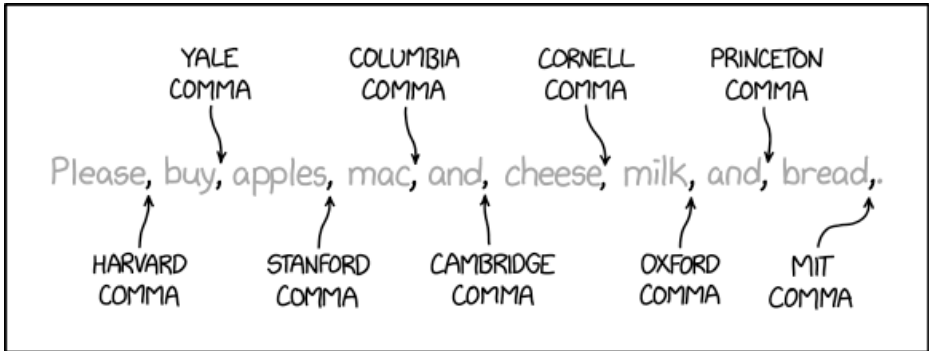 YALE COMMA
COLUMBIA COMMA
CORNELL COMMA
PRINCETON COMMA
Please, buy, apples, mac, and, cheese, milk, and, bread,.
HARVARD COMMA
STANFORD COMMA
CAMBRIDGE COMMA
OXFORD COMMA
MIT COMMA